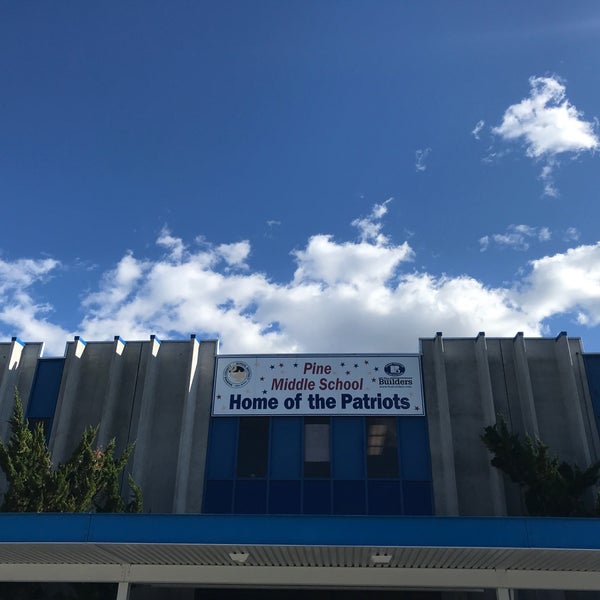 Pine
Middle School
Home of the Patriots
Builders